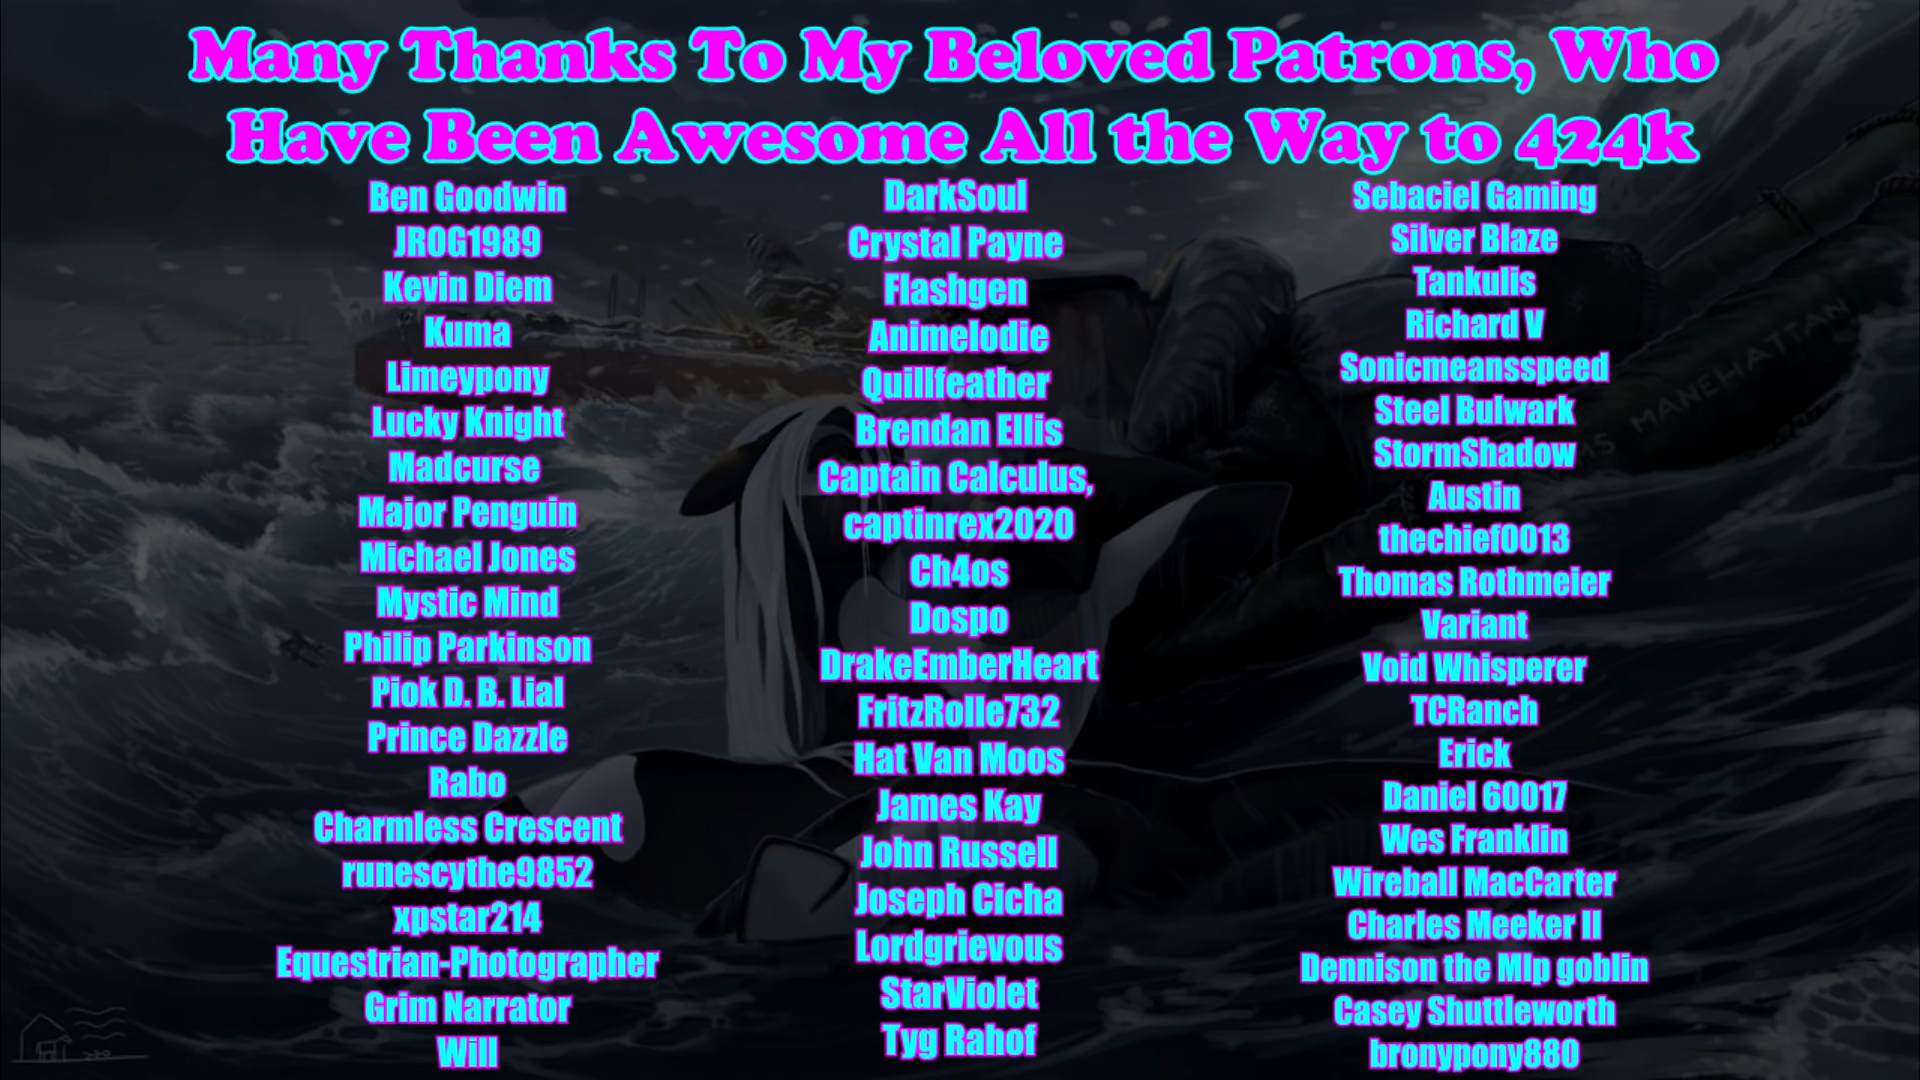 Many Thanks To My Beloved Patrons, Who
Have Been Awesome All the Way to 424k
Ben Goodwin
JROG1989
Kevin Diem
Kuma
Limeypony
Lucky Knight
Madcurse
Major Penguin
Michael Jones
Mystic Mind
Philip Parkinson
Piok D. B. Lial
Prince Dazzle
Rabo
Charmless Crescent
runescythe9852
xpstar214
Equestrian-Photographer
Grim Narrator
Will
DarkSoul
Crystal Payne
Flashgen
Animelodie
Quillfeather
Brendan Ellis
Captain Calculus,
captinrex2020
Ch4os
Dospo
DrakeEmberHeart
FritzRolle732
Hat Van Moos
James Kay
John Russell
Joseph Cicha
Lordgrievous
StarViolet
Tyg Rahof
Sebaciel Gaming
Silver Blaze
Tankulis
Richard V
Sonicmeansspeed
Steel Bulwark
StormShadow
Austin
thechief0013
Thomas Rothmeier
Variant
Void Whisperer
TCRanch
Erick
Daniel 60017
Wes Franklin
Wireball MacCarter
Charles Meeker II
Dennison the Mlp goblin
Casey Shuttleworth
bronypony880
MANEHATTAN